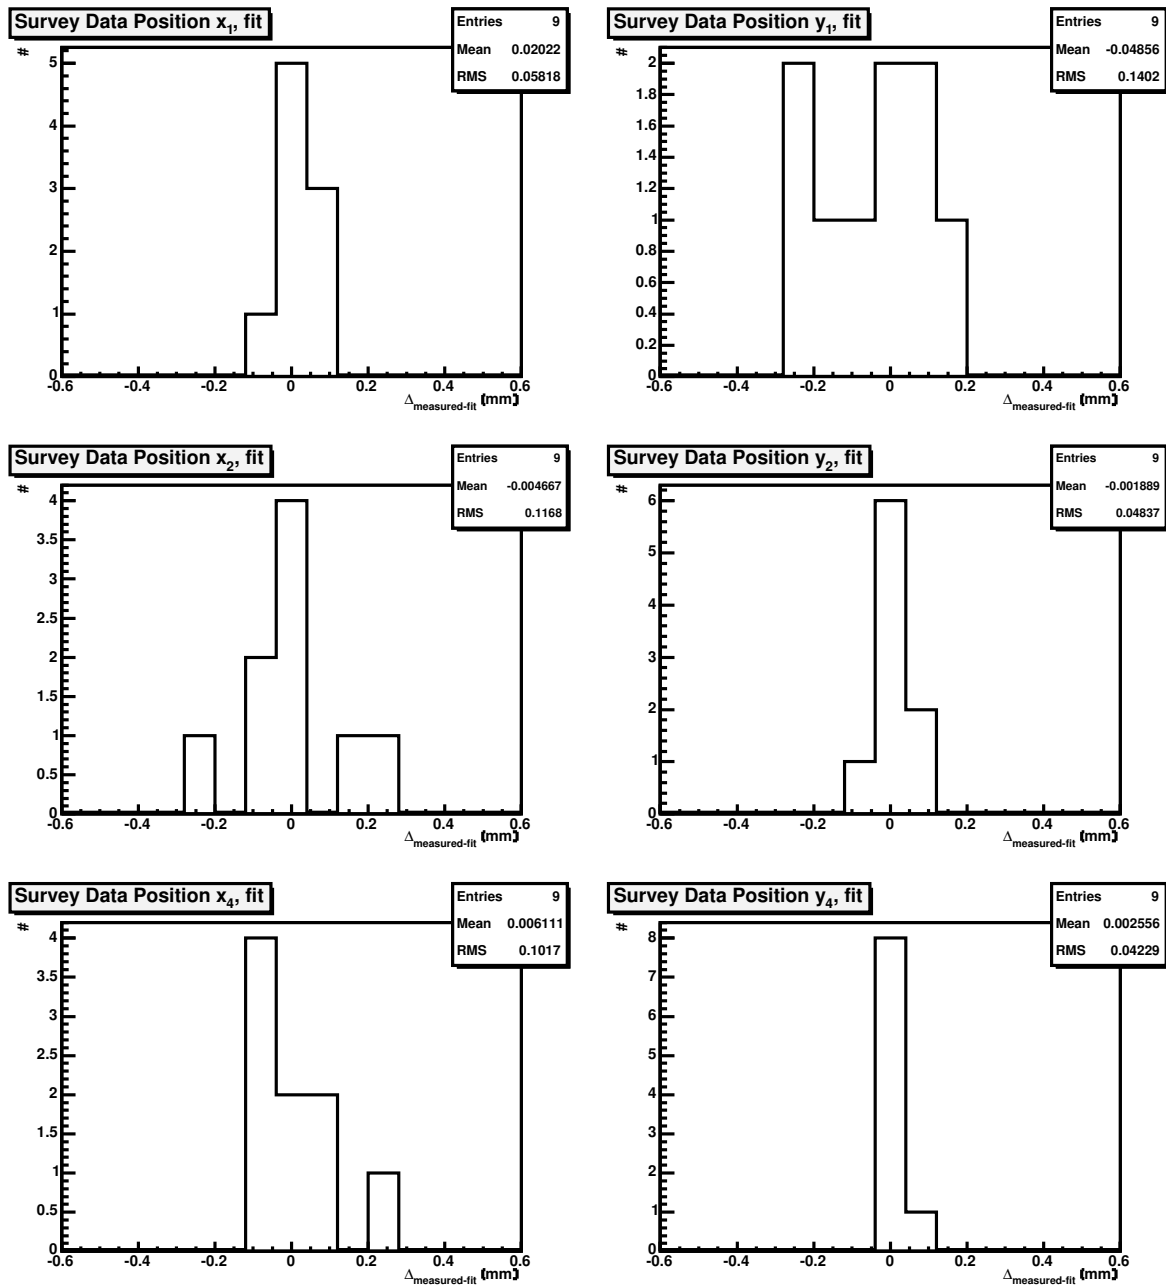 Survey Data Position x1, fit
Entries 9
Mean 0.02022
RMS 0.05818
#
5
4
3
2
1
0
-0.6 -0.4 -0.2 0 0.2 0.4 0.6
Δmeasured-fit [mm]
Survey Data Position y1, fit
Entries 9
Mean -0.04856
RMS 0.1402
#
2
1.8
1.6
1.4
1.2
1
0.8
0.6
0.4
0.2
0
-0.6 -0.4 -0.2 0 0.2 0.4 0.6
Δmeasured-fit [mm]
Survey Data Position x2, fit
Entries 9
Mean -0.004667
RMS 0.1168
#
4
3.5
3
2.5
2
1.5
1
0.5
0
-0.6 -0.4 -0.2 0 0.2 0.4 0.6
Δmeasured-fit [mm]
Survey Data Position y2, fit
Entries 9
Mean -0.001889
RMS 0.04837
#
6
5
4
3
2
1
0
-0.6 -0.4 -0.2 0 0.2 0.4 0.6
Δmeasured-fit [mm]
Survey Data Position x4, fit
Entries 9
Mean 0.006111
RMS 0.1017
#
4
3.5
3
2.5
2
1.5
1
0.5
0
-0.6 -0.4 -0.2 0 0.2 0.4 0.6
Δmeasured-fit [mm]
Survey Data Position y4, fit
Entries 9
Mean 0.002556
RMS 0.04229
#
8
7
6
5
4
3
2
1
0
-0.6 -0.4 -0.2 0 0.2 0.4 0.6
Δmeasured-fit [mm]